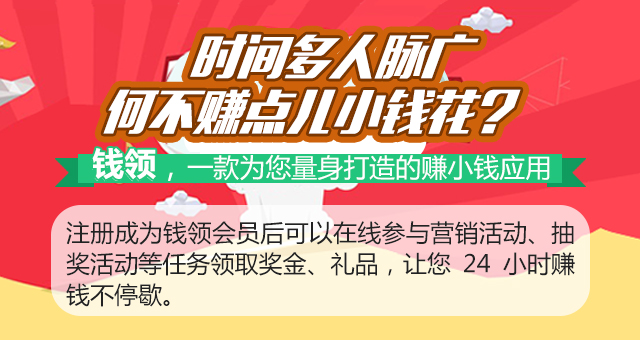 时间多人脉广
何不赚点儿小钱花？
钱领，一款为您量身打造的赚小钱应用
注册成为钱领会员后可以在线参与营销活动、抽
奖活动等任务领取奖金、礼品，让您 24 小时赚
钱不停歇。